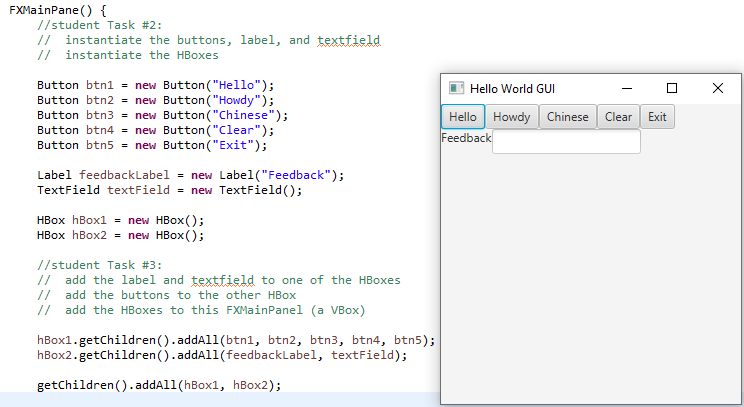 FXMainPane() {
//student Task #2:
//  instantiate the buttons, label, and textfield
//  instantiate the HBoxes
Button btn1 = new Button("Hello");
Button btn2 = new Button("Howdy");
Button btn3 = new Button("Chinese");
Button btn4 = new Button("Clear");
Button btn5 = new Button("Exit");
Label feedbackLabel = new Label("Feedback");
TextField textField = new TextField();
HBox hBox1 = new HBox();
HBox hBox2 = new HBox();
//student Task #3:
//  add the label and textfield to one of the HBoxes
//  add the buttons to the other HBox
//  add the HBoxes to this FXMainPanel (a VBox)
hBox1.getChildren().addAll(btn1, btn2, btn3, btn4, btn5);
hBox2.getChildren().addAll(feedbackLabel, textField);
getChildren().addAll(hBox1, hBox2);
Hello World GUI
Hello Howdy Chinese Clear Exit
Feedback